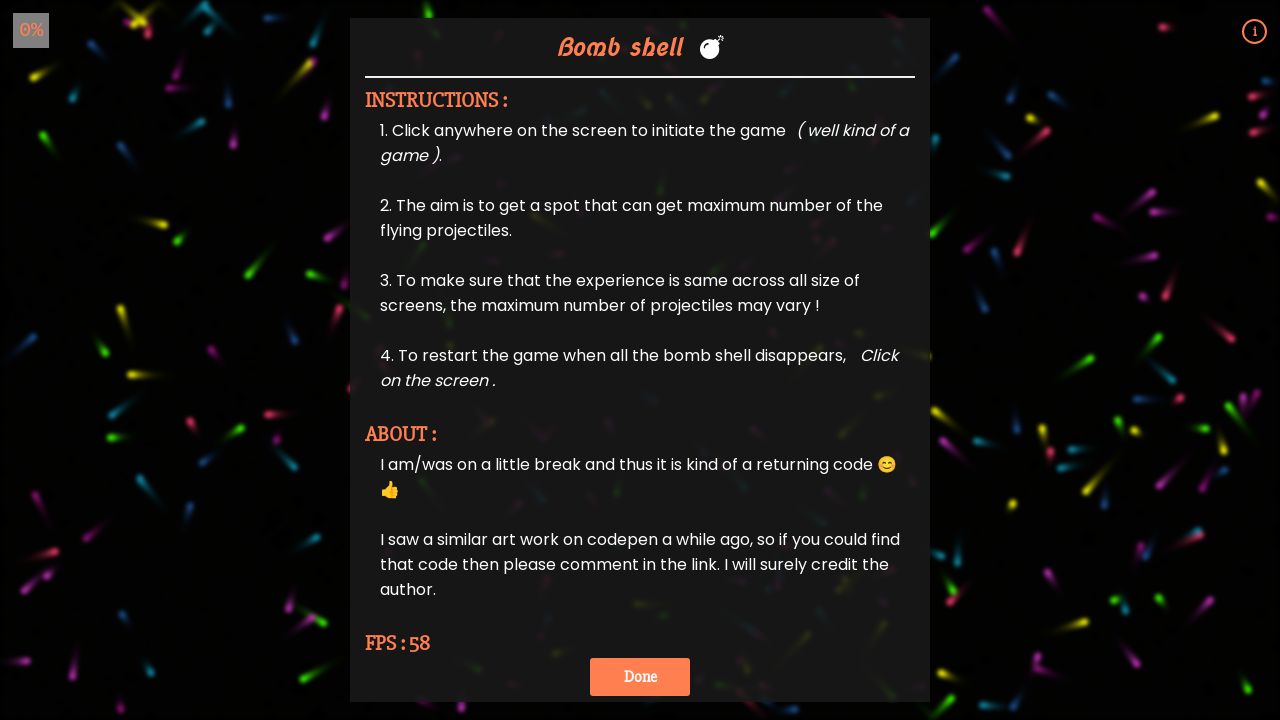 0%
i
Bomb shell 💣
INSTRUCTIONS :
1. Click anywhere on the screen to initiate the game ( well kind of a
game ).
2. The aim is to get a spot that can get maximum number of the
flying projectiles.
3. To make sure that the experience is same across all size of
screens, the maximum number of projectiles may vary !
4. To restart the game when all the bomb shell disappears, Click
on the screen .
ABOUT :
I am/was on a little break and thus it is kind of a returning code 😊
👍
I saw a similar art work on codepen a while ago, so if you could find
that code then please comment in the link. I will surely credit the
author.
FPS : 58
Done